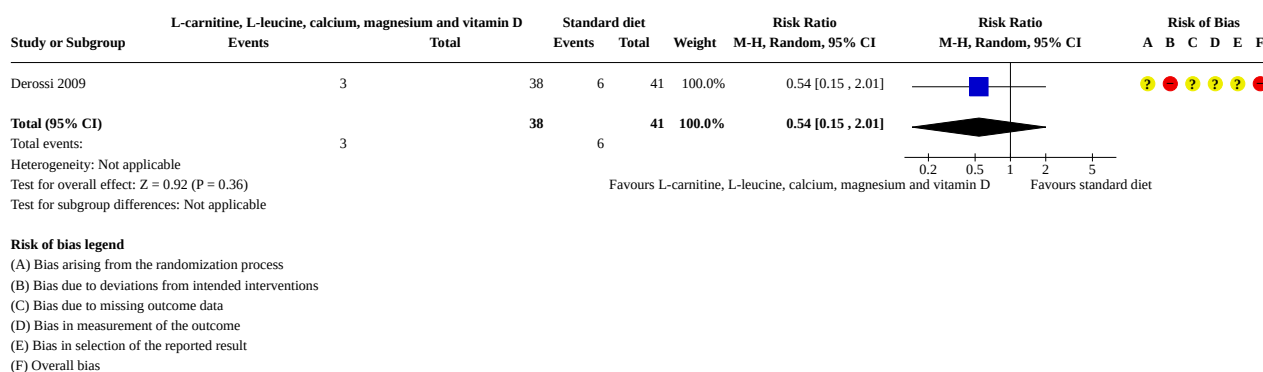 L-carnitine, L-leucine, calcium, magnesium and vitamin D Standard diet Risk Ratio Risk Ratio Risk of Bias
Study or Subgroup Events Total Events Total Weight M-H, Random, 95% CI M-H, Random, 95% CI A B C D E F
Derossi 2009 3 38 6 41 100.0% 0.54 [0.15 , 2.01] ? ? ? ?
Total (95% CI) 38 41 100.0% 0.54 [0.15 , 2.01]
Total events: 3 6
Heterogeneity: Not applicable
0.2 0.5 1 2 5
Test for overall effect: Z = 0.92 (P = 0.36) Favours L-carnitine, L-leucine, calcium, magnesium and vitamin D Favours standard diet
Test for subgroup differences: Not applicable
Risk of bias legend
(A) Bias arising from the randomization process
(B) Bias due to deviations from intended interventions
(C) Bias due to missing outcome data
(D) Bias in measurement of the outcome
(E) Bias in selection of the reported result
(F) Overall bias